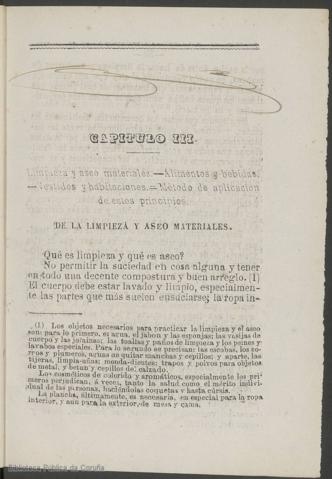 CAPITULO III.
Limpieza y aseo materiales.—Alimentos y bebidas.
—Vestidos y habitaciones.=Método de aplicacion
de estos principios.
DE LA LIMPIEZA Y ASEO MATERIALES.
¿Qué es limpieza y qué es aseo?
No permitir la suciedad en cosa alguna y tener
en todo una decente compostura y buen arreglo. (1)
El cuerpo debe estar lavado y limpio, especialmen-
te las partes que más suelen ensuciarse; la ropa in-
(1) Los objetos necesarios para practicar la limpieza y el aseo
son: para lo primero, el agua, el jabon y las esponjas; las vasijas de
cuerpo y las jofainas; las toallas y paños de limpieza y los peines y
lavabos especiales. Para lo segundo se precisan: las escobas, los zo-
rros y plumeros, aguas de quitar manchas y cepillos; y aparte, las
tijeras, limpia-uñas; monda-dientes; trapos y polvos para objetos
de metal, y betun y cepillos del calzado.
Los cosméticos de colorido y aromáticos, especialmente los pri-
meros perjudican, á veces, tanto la salud como el mérito indivi-
dual de las personas, haciéndolas coquetas y hasta cúrsis.
La plancha, últimamente, es necesaria, en especial para la ropa
interior, y aun para la exterior, de mesa y cama.
Biblioteca Pública da Coruña